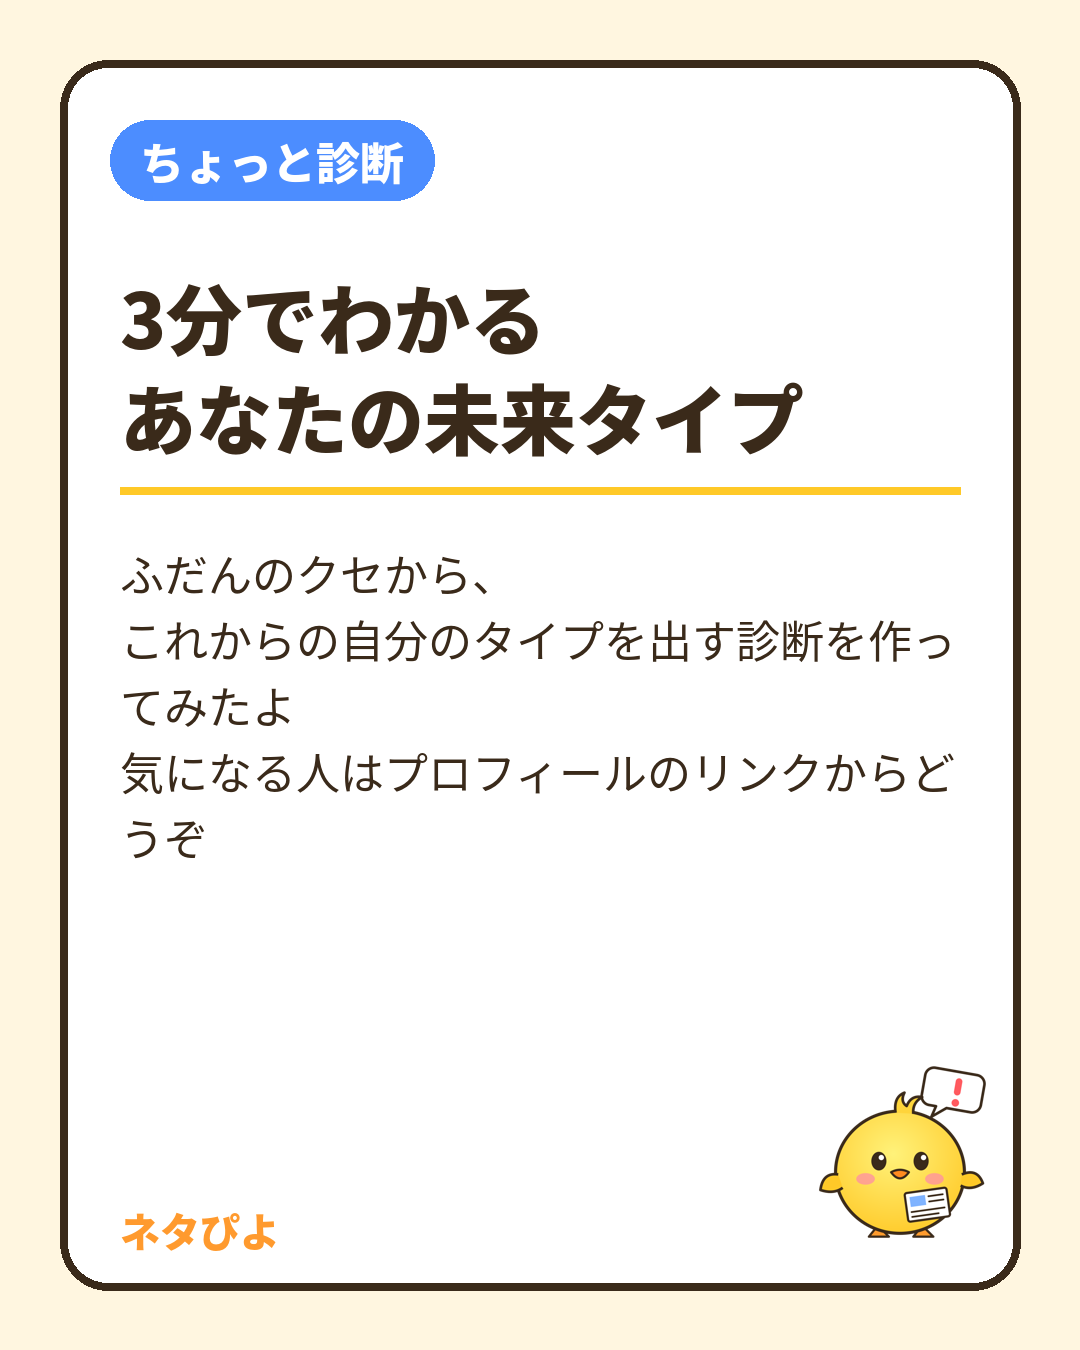 ちょっと診断
3分でわかる
あなたの未来タイプ
ふだんのクセから、
これからの自分のタイプを出す診断を作っ
てみたよ
気になる人はプロフィールのリンクからど
うぞ
!
ネタぴよ